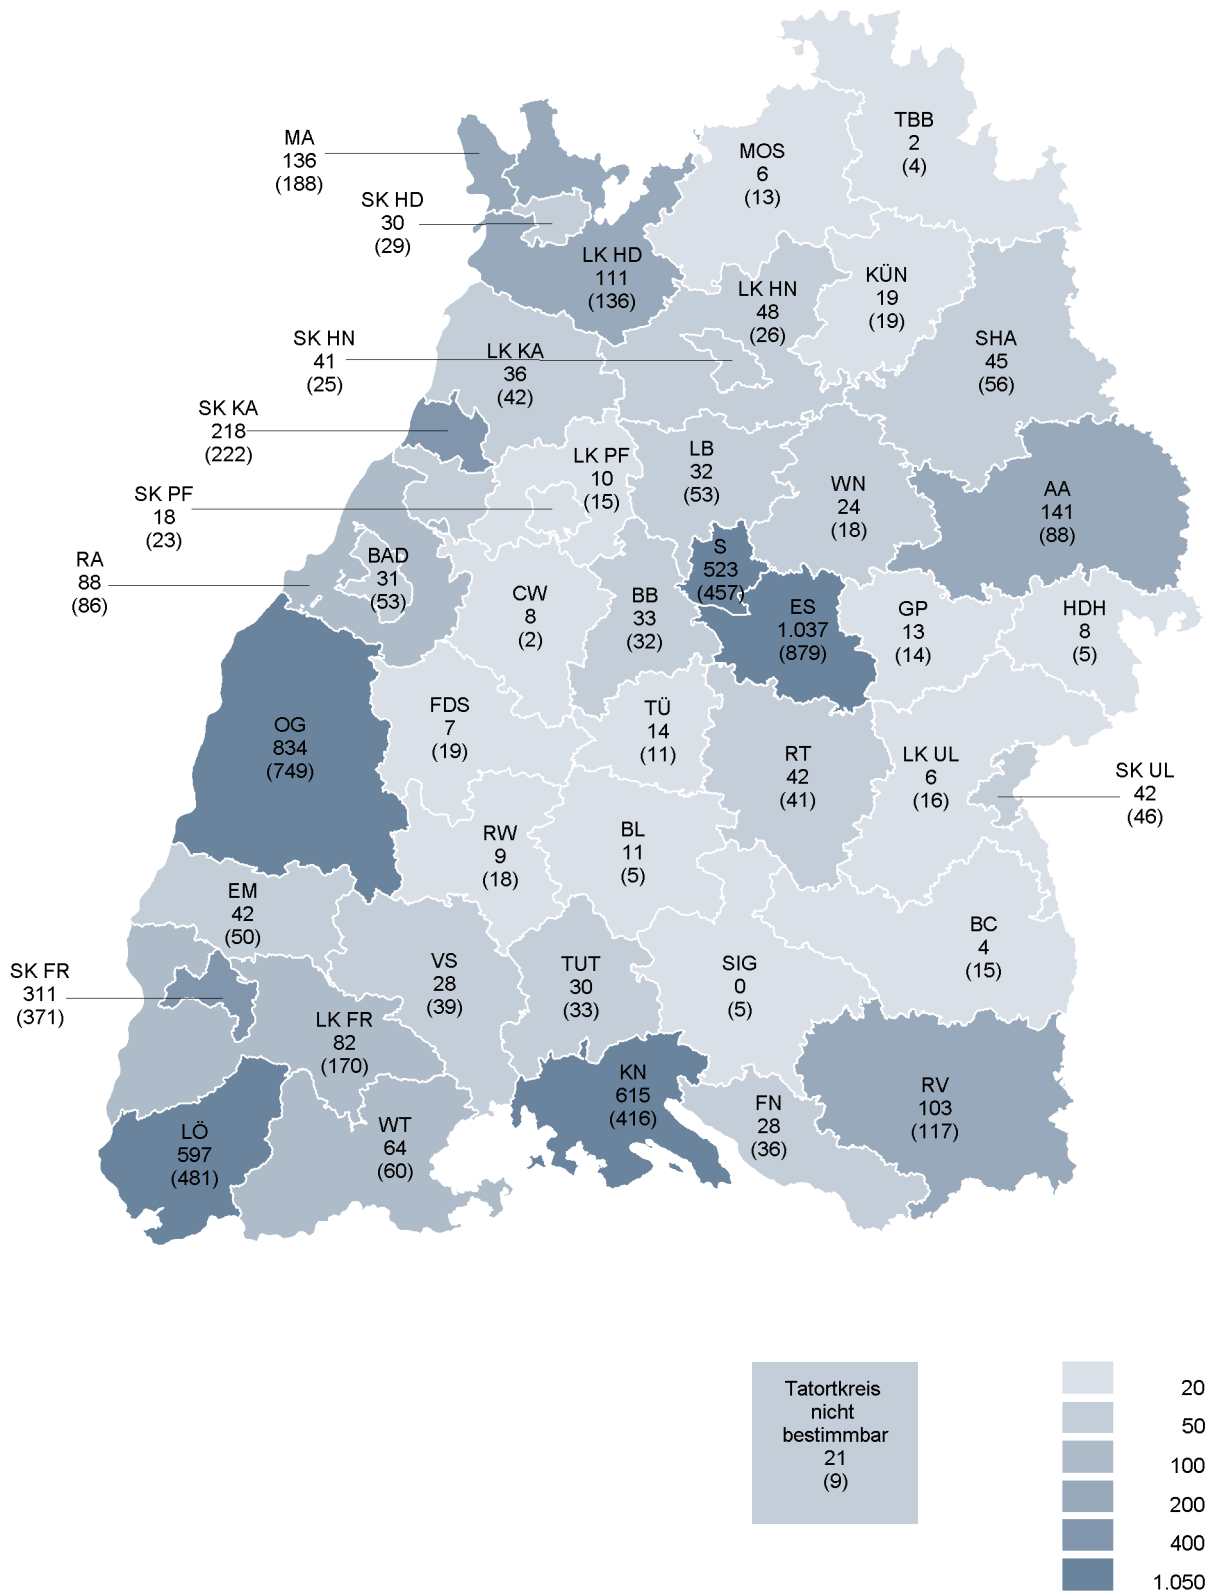 TBB
2
(4)
MA
136
(188)
MOS
6
(13)
SK HD
30
(29)
LK HD
111
(136)
KÜN
19
(19)
LK HN
48
(26)
SK HN
41
(25)
LK KA
36
(42)
SHA
45
(56)
SK KA
218
(222)
LK PF
10
(15)
LB
32
(53)
WN
24
(18)
AA
141
(88)
SK PF
18
(23)
RA
88
(86)
BAD
31
(53)
S
523
(457)
CW
8
(2)
BB
33
(32)
ES
1.037
(879)
GP
13
(14)
HDH
8
(5)
OG
834
(749)
FDS
7
(19)
TÜ
14
(11)
RT
42
(41)
LK UL
6
(16)
SK UL
42
(46)
RW
9
(18)
BL
11
(5)
EM
42
(50)
BC
4
(15)
SK FR
311
(371)
VS
28
(39)
TUT
30
(33)
SIG
0
(5)
LK FR
82
(170)
KN
615
(416)
RV
103
(117)
FN
28
(36)
LÖ
597
(481)
WT
64
(60)
Tatortkreis
nicht
bestimmbar
21
(9)
20
50
100
200
400
1.050